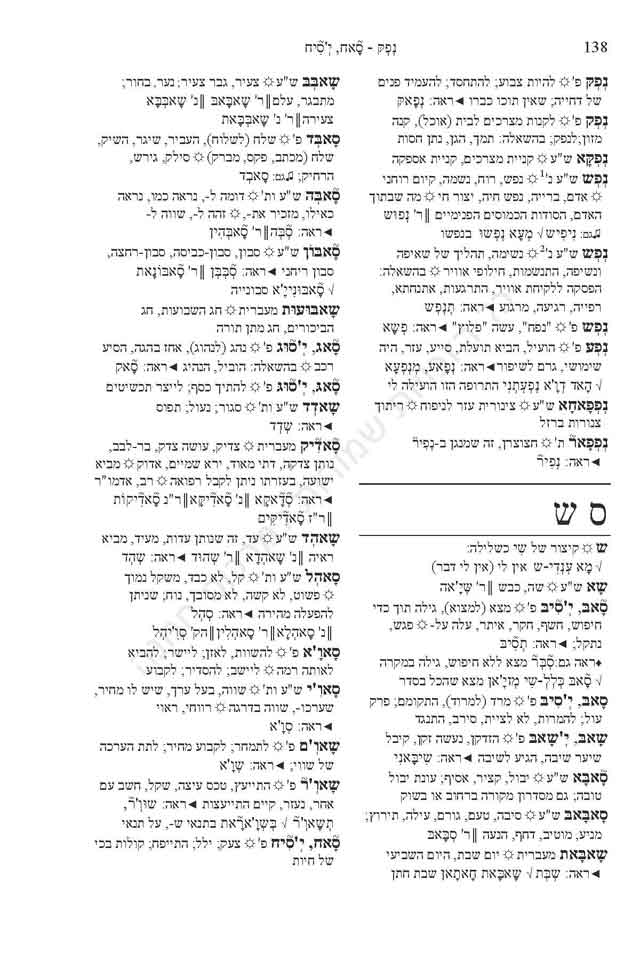 138
נְפְק - סָֿאח, יְ־סִֿיח
נְפְק פ׳☼ להיות צבוע; להתחסד; להעמיד פנים
של דחייה; שאין תוכו כברו ◄ראה: נְפָאק
נְפְק פ׳☼ לקנות מצרכים לבית (אוכל), קנה
מזון;לנפק; בהשאלה: תמך, הגן, נתן חסות
נְפְקָא ש״ע☼ קניית מצרכים, קניית אספקה
נְפְש ש״ע נ׳1☼ נפש, רוח, נשמה, קיום רוחני
☼ אדם, ברייה, נפש חיה, יצור חי ☼ מה שבתוך
האדם, הסודות הכמוסים הפנימיים ‖ר׳ נְפוּש
♫גם: נִיפִיש √ מְעָא נְפְשוּ בנפשו
נְפְש ש״ע נ׳2☼ נשימה, תהליך של שאיפה
ונשיפה, התנשמות, חילופי אוויר ☼ בהשאלה:
הפסקה ללקיחת אוויר, התרגעות, אתנחתא,
רפייה, רגיעה, מרגוע ◄ראה: תְנְפְש
נְפְש פ׳☼ "נפח", עשה "פלוץ" ◄ראה: פְשָא
נְפְע פ׳☼ הועיל, הביא תועלת, סייע, עזר, היה
שימושי, גרם לשיפור◄ראה: נְפָאע, מְנְפְעָא
√ הָאד דְוָ׳א נְפְעְתְנִי התרופה הזו הועילה לי
נְפְפָאחָא ש״ע☼ צינורית עזר לניפוח☼ ריתוך
צנורות ברזל
נְפְפָאר֘ ת׳☼ חצוצרן, זה שמנגן ב-נְפִיר֘
◄ראה: נְפִיר֘
ס ש
ש ☼ קיצור של שִי כשלילה:
√ מָא עְנְדִי-ש אין לי (אין לי דבר)
שָא ש״ע☼ שה, כבש ‖ר׳ שְיָ׳אה
סָֿאב, יְ־סִֿיב פ׳☼ מצא (למצוא), גילה תוך כדי
חיפוש, חשף, חקר, איתר, עלה על-☼ פגש,
נתקל; ◄ראה: תְסִֿיב
♦ראה גם:סְֿבְר֘ מצא ללא חיפוש, גילה במקרה
√ סָֿאב כְּלְל-שִי מְזְיָ׳אן מצא שהכל בסדר
סָאב, יְ־סִיב פ׳☼ מרד (למרוד), התקומם; פרק
עול; להמרות, לא לציית, סירב, התנגד
שָאב, יְ־שָאב פ׳☼ הזדקן, נעשה זקן, קיבל
שיער שיבה, הגיע לשיבה ◄ראה: שִיבָּאנִי
סָֿאבָּא ש״ע☼ יבול, קציר, אסיף; עונת יבול
טובה; גם מסדרון מקורה ברחוב או בשוק
סָאבָּאבּ ש״ע☼ סיבה, טעם, גורם, עילה, תירוץ;
מניע; מוטיב, דחף, הנעה ‖ר׳ סְבָּאבּ
שָאבָּאת מעברית☼ יום שבת, היום השביעי
◄ראה: שְבְּת √ שָאבָּאת חָאתָאן שבת חתן
שָאבְּבּ ש״ע☼ צעיר, גבר צעיר; נער, בחור;
מתבגר, עלם‖ר׳ שָאבָּאבּ ‖נ׳ שָאבְּבָּא
צעירה‖ר׳ נ׳ שָאבְּבָּאת
סָאבְּד פ׳☼ שלח (לשלוח), העביר, שיגר, השיק,
שלח (מכתב, פקס, מברק)☼ סילק, גירש,
הרחיק; ♫גם: סָֿאבְּד
סָֿאבְּה ש״ע ות׳☼ דומה ל-, נראה כמו, נראה
כאילו, מזכיר את-,☼ זהה ל-, שווה ל-
◄ראה: סְֿבְּה‖ר׳ סָֿאבְּהִין
סָֿאבּוֹן ש״ע☼ סבון, סבון-כביסה, סבון-רחצה,
סבון ריחני ◄ראה: סְֿבְּבְּן ‖ר׳ סָֿאבּוֹנָאת
√ סָֿאבּוֹנִיָ׳א סבונייה
שָאבוּעוֹת מעברית☼ חג השבועות, חג
הביכורים, חג מתן תורה
סָֿאג, יְ־סֿוּג פ׳☼ נהג (לנהוג), אחז בהגה, הסיע
רכב ☼ בהשאלה: הוביל, הנהיג ◄ראה: סָֿאק
סָֿאג, יְ־סֿוּג פ׳☼ להתיך כסף; לייצר תכשיטים
שָאדְד ש״ע ות׳☼ סגור; נעול; תפוס
◄ראה: שְדְד
סָֿאדִֿיק מעברית☼ צדיק, עושה צדק, בר-לבב,
נותן צדקה, דתי מאוד, ירא שמיים, אדוק☼ מביא
ישועה, בעזרתו ניתן לקבל רפואה☼ רב, אדמו״ר
◄ראה: סְֿדָֿאקָא ‖נ׳ סָֿאדִֿיקָא‖ר״נ סָֿאדִֿיקוֹת
‖ר״ז סָֿאדִֿיקִים
שָאהְד ש״ע☼ עד, זה שנותן עדות, מעיד, מביא
ראיה ‖נ׳ שָאהְדָא ‖ר׳ שְהוּד ◄ראה: שְהְד
סָאהְל ש״ע ות׳☼ קל, לא כבד, משקל נמוך
☼ פשוט, לא קשה, לא מסובך, נוח; שניתן
להפעלה מהירה ◄ראה: סְהְל
‖נ׳ סָאהְלָא‖ר׳ סָאהְלִין‖הק׳ סְוִ־יהְל
סָאוָ׳א פ׳☼ להשוות, לאזן; ליישר; להביא
לאותה רמה☼ ליישב; להסדיר; לקבוע
סָאוִ׳י ש״ע ות׳☼ שווה, בעל ערך, שיש לו מחיר,
שערכו-, שווה בדרגה☼ רווחי, ראוי
◄ראה: סְוָ׳א
שָאוְ׳ם פ׳☼ לתמחר; לקבוע מחיר; לתת הערכה
של שווי; ◄ראה: שְוָ׳א
שָאוְ׳ר֘ פ׳☼ התייעץ, טכס עיצה, שקל, חשב עם
אחר, נעזר, קיים התייעצות ◄ראה: שוּוְ׳ר֘,
תְשָאוְ׳ר֘ √ בְּשְוָ׳אר֘ת בתנאי ש-, על תנאי
סָֿאח, יְ־סִֿיח פ׳☼ צעק; ילל; התייפח; קולות בכי
של חיות